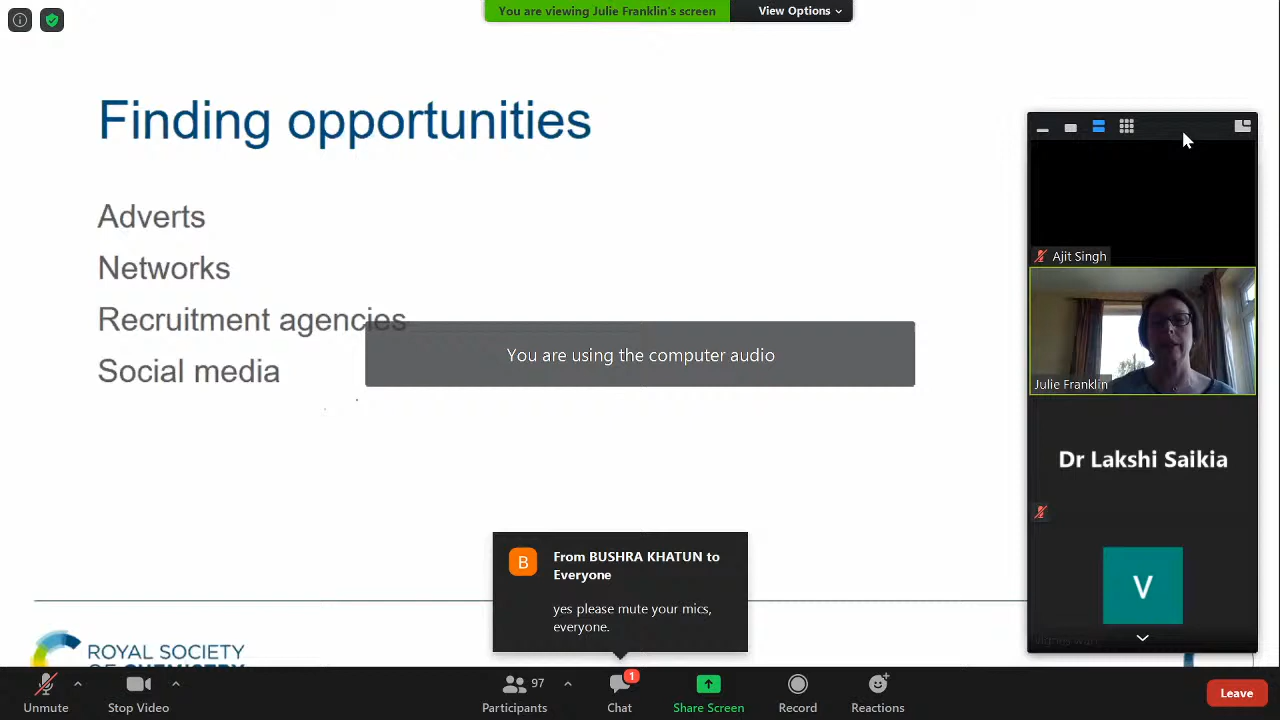 You are viewing Julie Franklin's screen
View Options
Finding opportunities
Adverts
Networks
Recruitment agencies
Social media
You are using the computer audio
Ajit Singh
Julie Franklin
Dr Lakshi Saikia
V
B
From BUSHRA KHATUN to
Everyone
yes please mute your mics,
everyone.
ROYAL SOCIETY
OF CHEMISTRY
Unmute
Stop Video
97
Participants
1
Chat
Share Screen
Record
Reactions
Leave